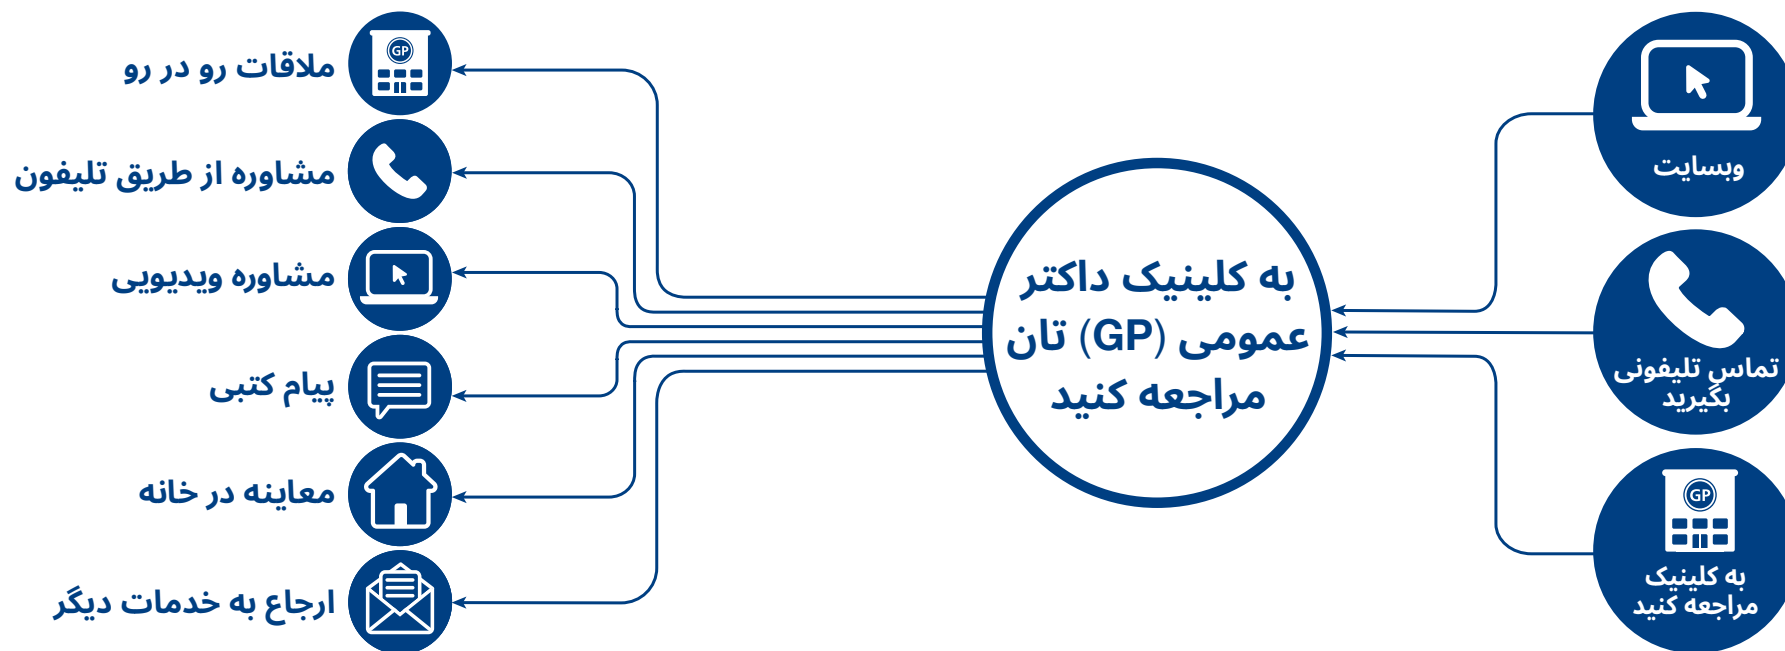 وبسایت
تماس تلیفونی
بگیرید
GP
به کلینیک
مراجعه کنید
به کلینیک داکتر
عمومی (GP) تان
مراجعه کنید
GP
ملاقات رو در رو
مشاوره از طریق تلیفون
مشاوره ویدیویی
پیام کتبی
معاینه در خانه
ارجاع به خدمات دیگر